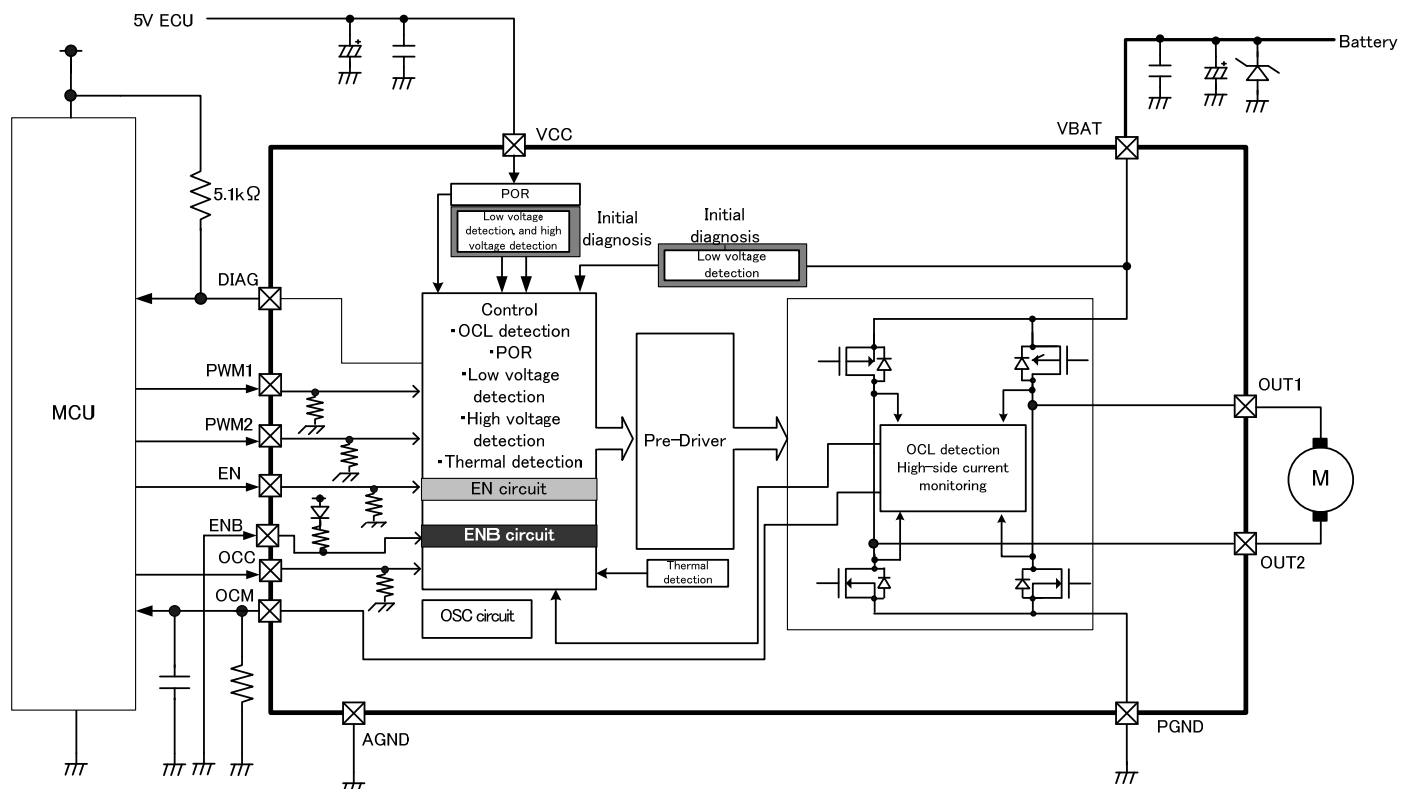 5V ECU
Battery
VCC
VBAT
POR
5.1kΩ
Low voltage
detection, and high
voltage detection
Initial
diagnosis
Initial
diagnosis
Low voltage
detection
DIAG
Control
・OCL detection
・POR
・Low voltage
detection
・High voltage
detection
・Thermal detection
EN circuit
ENB circuit
PWM1
PWM2
EN
ENB
OCC
OCM
MCU
Pre-Driver
OCL detection
High-side current
monitoring
OUT1
M
OUT2
Thermal
detection
OSC circuit
AGND
PGND